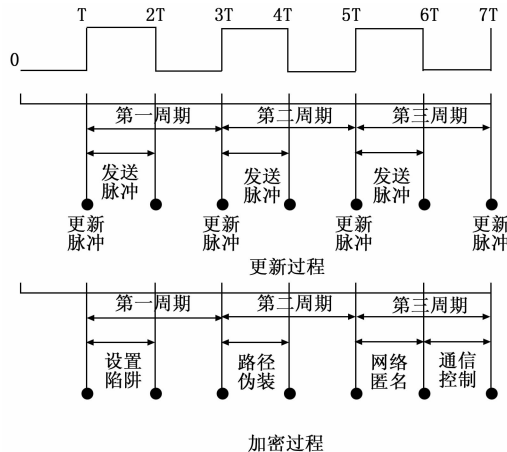 T 2T 3T 4T 5T 6T 7T
0
第一周期 第二周期 第三周期
发送 发送 发送
脉冲 脉冲 脉冲
更新 更新 更新 更新
脉冲 脉冲 脉冲 脉冲
更新过程
第一周期 第二周期 第三周期
设置 路径 网络 通信
陷阱 伪装 匿名 控制
加密过程